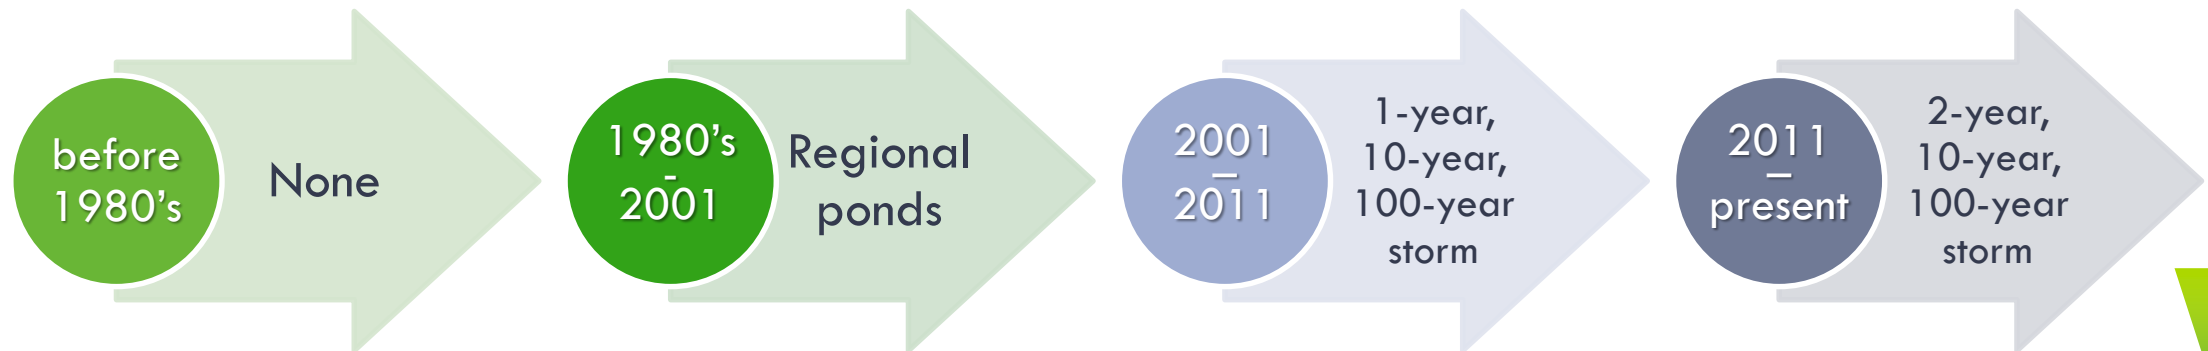 before
1980’s
None
1980’s
-
2001
Regional
ponds
2001
–
2011
1-year,
10-year,
100-year
storm
2011
–
present
2-year,
10-year,
100-year
storm